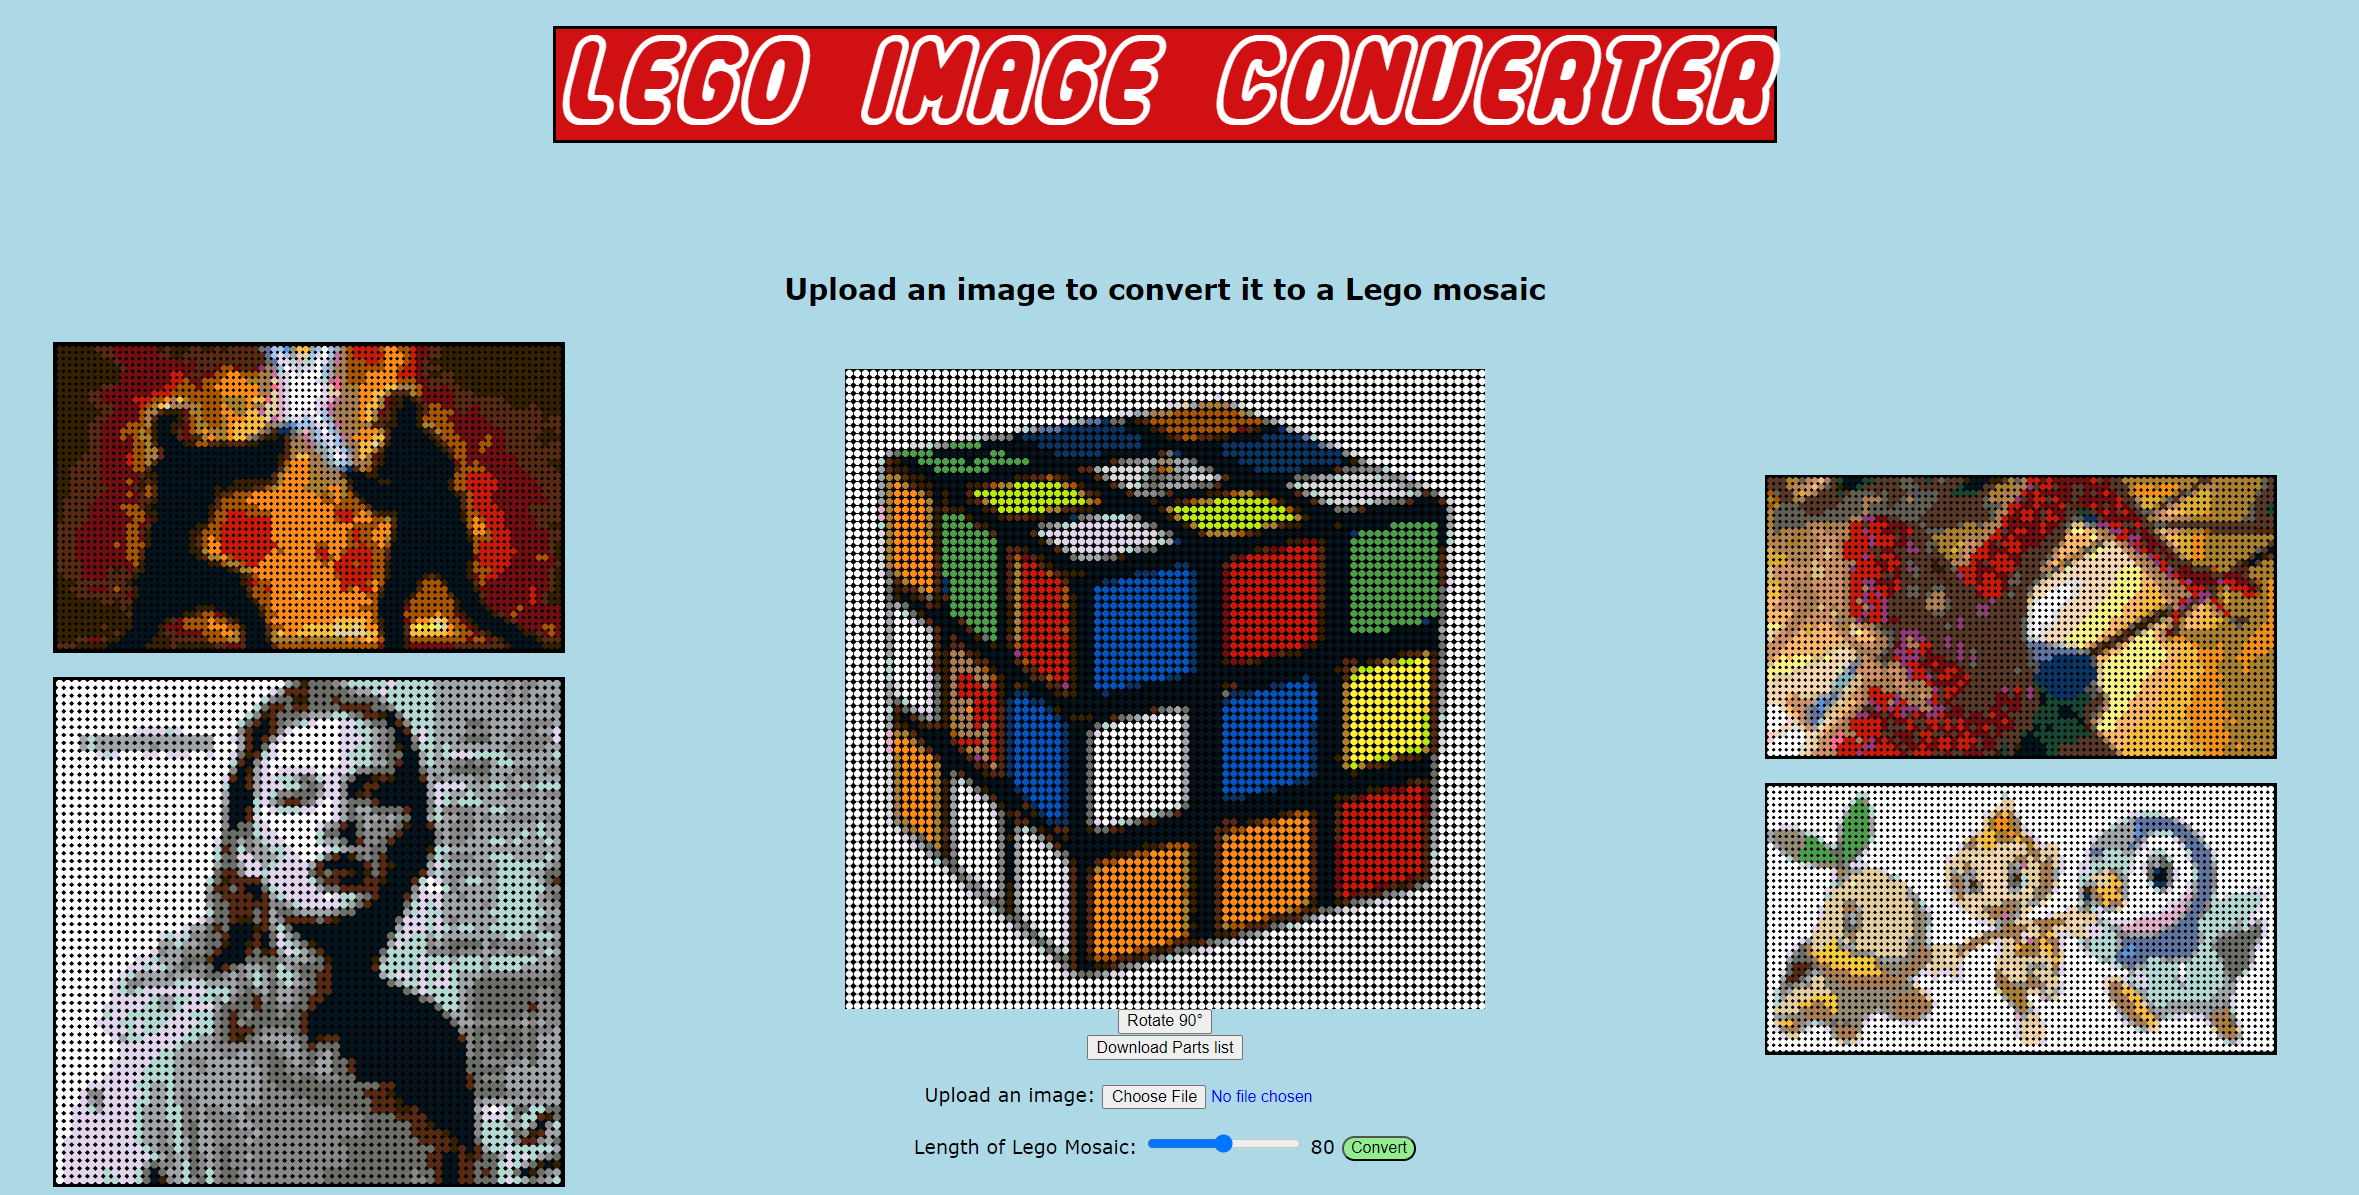 LEGO IMAGE CONVERTER
Upload an image to convert it to a Lego mosaic
Rotate 90°
Download Parts list
Upload an image: Choose File No file chosen
Length of Lego Mosaic: 80 Convert